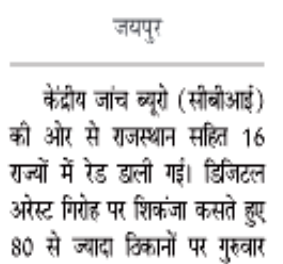 जयपुर
केंद्रीय जांच ब्यूरो (सीबीआई)
की ओर से राजस्थान सहित 16
राज्यों में रेड डाली गई। डिजिटल
अरेस्ट गिरोह पर शिकंजा कसते हुए
80 से ज्यादा ठिकानों पर गुरुवार